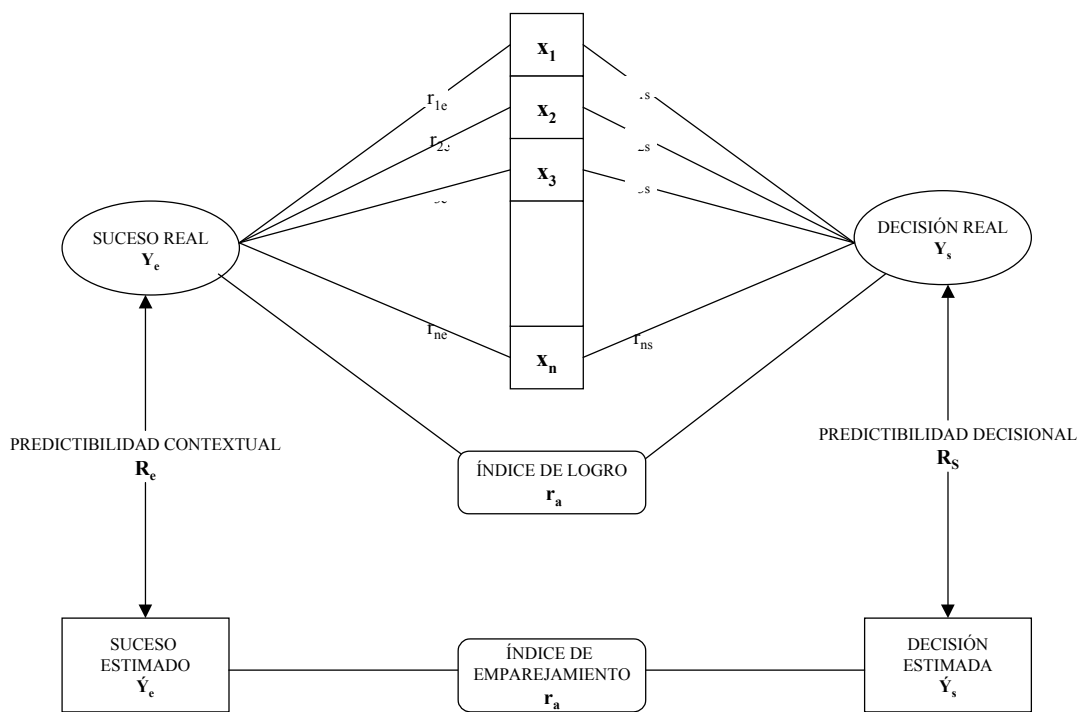 x₁
r₁ₑ
x₂
x₃
SUCESO REAL
Yₑ
DECISIÓN REAL
Yₛ
rₙₑ
rₙₛ
xₙ
PREDICTIBILIDAD CONTEXTUAL
Rₑ
PREDICTIBILIDAD DECISIONAL
R_S
ÍNDICE DE LOGRO
rₐ
SUCESO
ESTIMADO
Ýₑ
ÍNDICE DE
EMPAREJAMIENTO
rₐ
DECISIÓN
ESTIMADA
Ýₛ